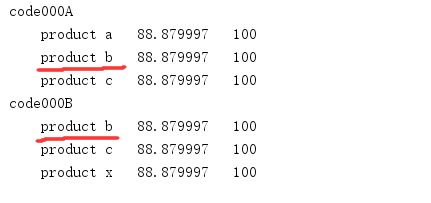 code000A
product a 88.879997 100
product b 88.879997 100
product c 88.879997 100
code000B
product b 88.879997 100
product c 88.879997 100
product x 88.879997 100